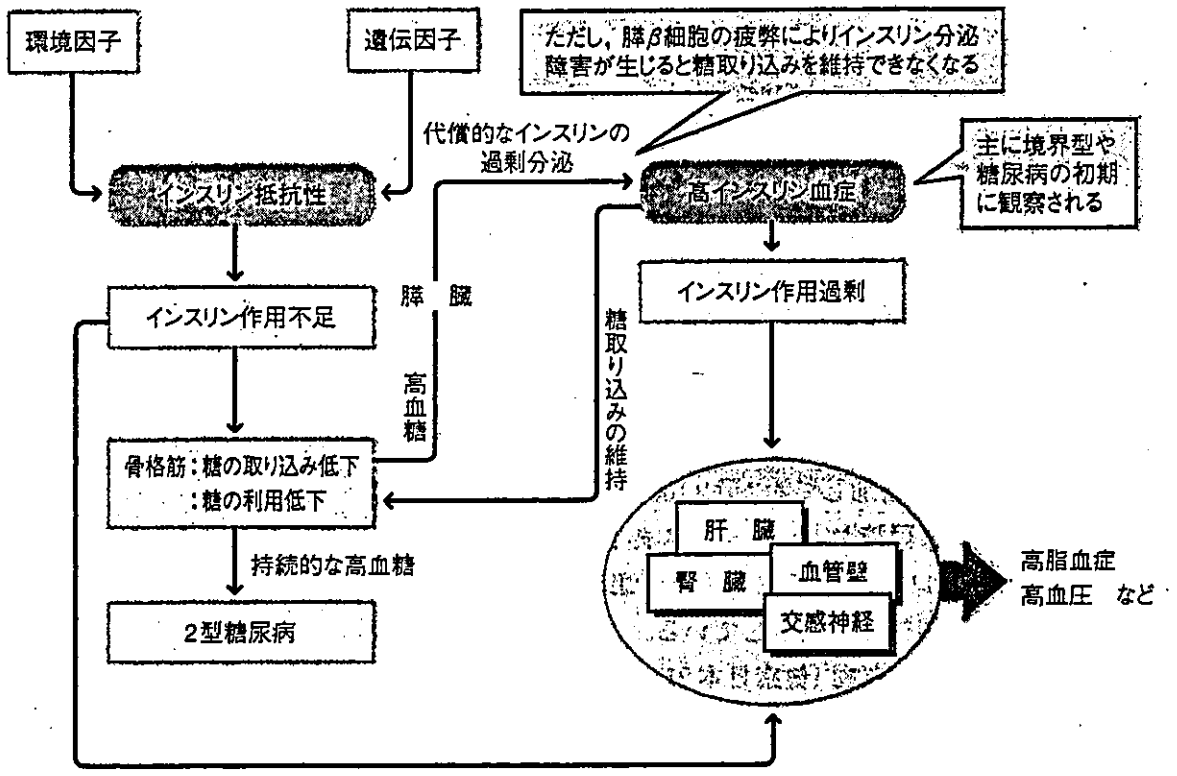 環境因子
遺伝因子
ただし，膵β細胞の疲弊によりインスリン分泌
障害が生じると糖取り込みを維持できなくなる
代償的なインスリンの
過剰分泌
主に境界型や
糖尿病の初期
に観察される
インスリン抵抗性
高インスリン血症
インスリン作用不足
膵 臓
インスリン作用過剰
高血糖
糖取り込みの維持
骨格筋：糖の取り込み低下
：糖の利用低下
持続的な高血糖
2型糖尿病
肝 臓
腎 臓
血管壁
交感神経
高脂血症
高血圧 など